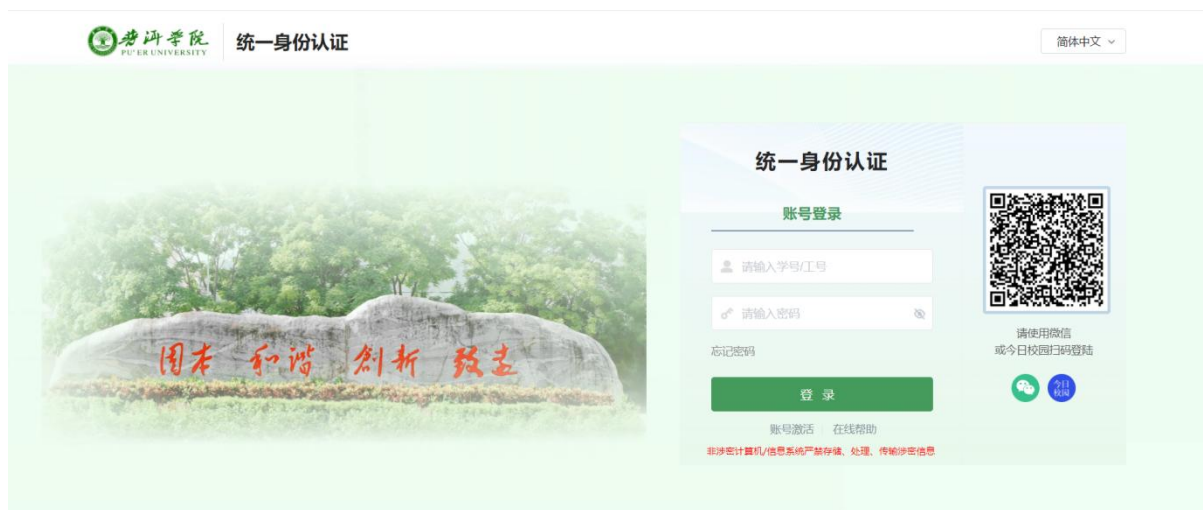 普洱学院
PU'ER UNIVERSITY
统一身份认证
简体中文
统一身份认证
账号登录
请输入学号/工号
请输入密码
忘记密码
登 录
账号激活
在线帮助
非涉密计算机/信息系统严禁存储、处理、传输涉密信息
请使用微信
或今日校园扫码登陆
今日
校园
固本 和谐 创新 致远